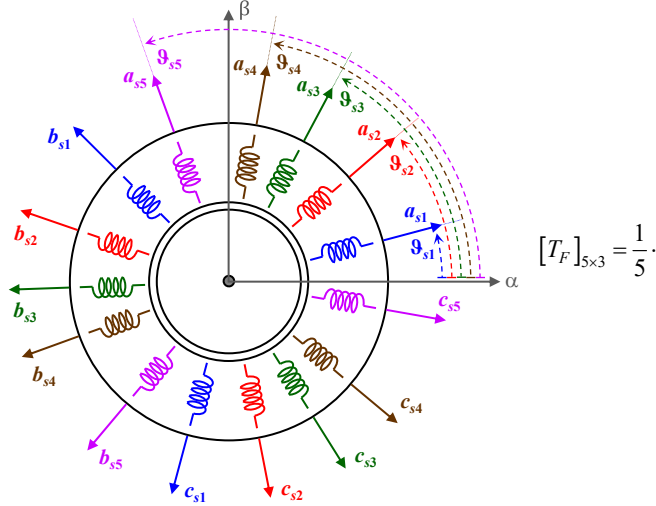 β
ϑs5
as5
as4
ϑs4
as3
ϑs3
bs1
as2
ϑs2
as1
bs2
ϑs1
[T_F]_{5×3} = 1/5 ·
α
bs3
cs5
bs4
cs4
bs5
cs3
cs1
cs2